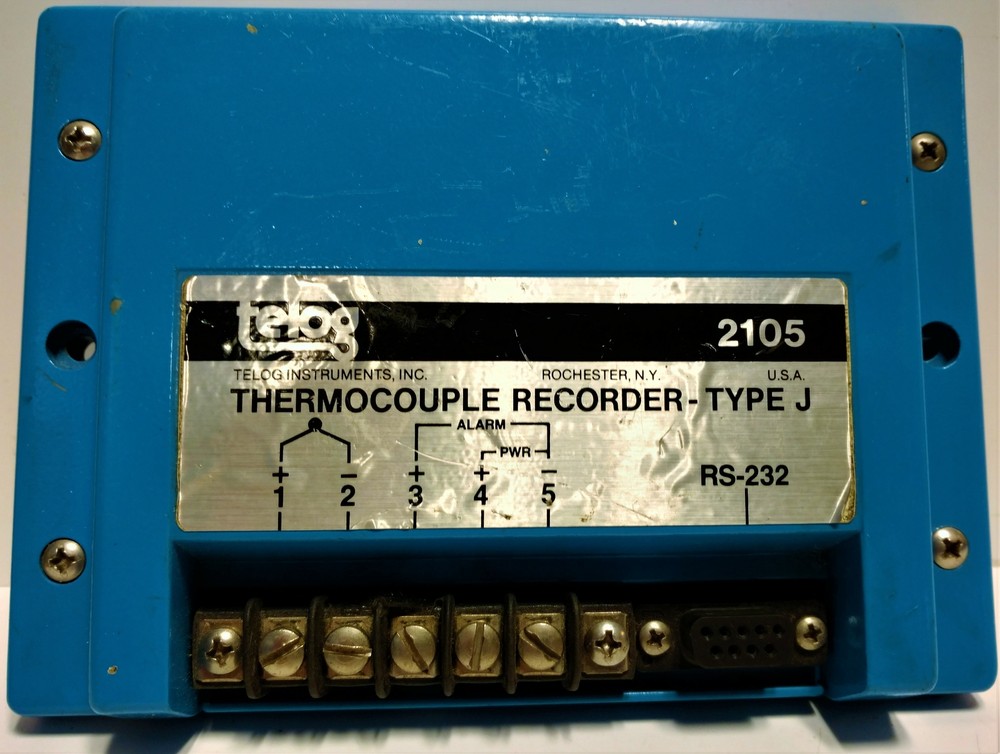 telog
2105
TELOG INSTRUMENTS, INC. ROCHESTER, N.Y. U.S.A.
THERMOCOUPLE RECORDER - TYPE J
ALARM
PWR
+ − + + −
1 2 3 4 5
RS-232